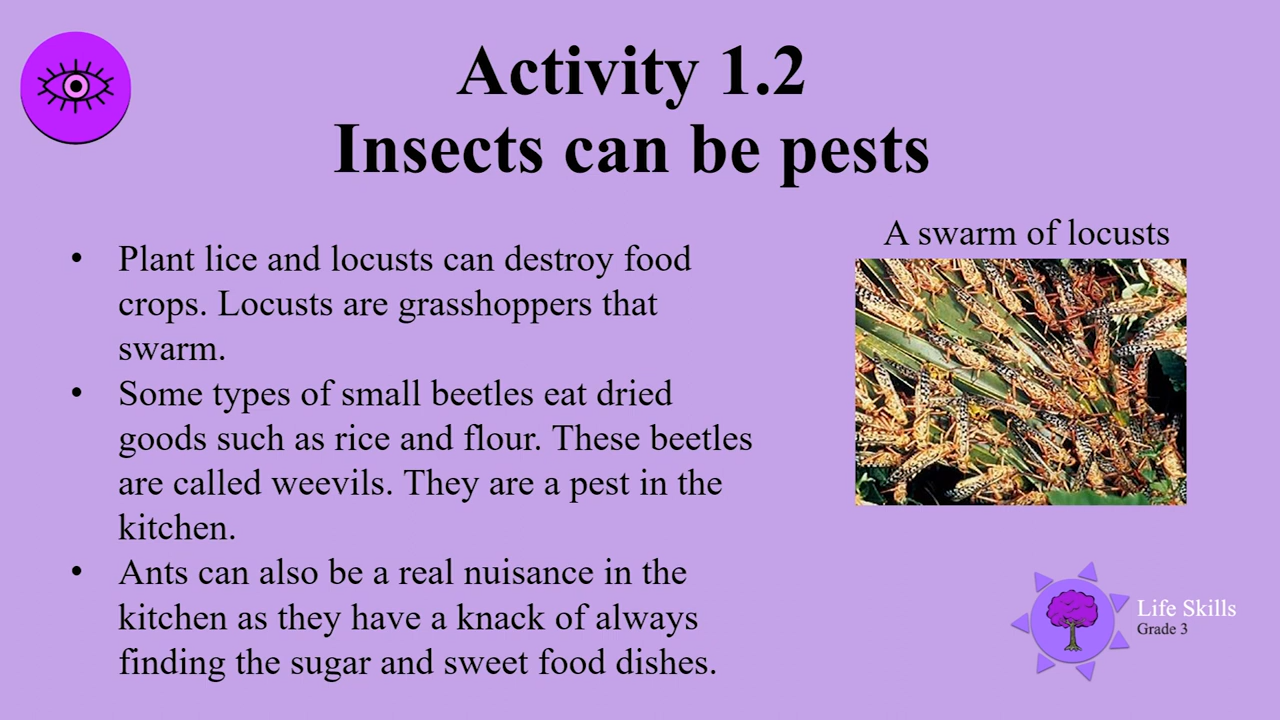 Activity 1.2
Insects can be pests
A swarm of locusts
• Plant lice and locusts can destroy food
crops. Locusts are grasshoppers that
swarm.
• Some types of small beetles eat dried
goods such as rice and flour. These beetles
are called weevils. They are a pest in the
kitchen.
• Ants can also be a real nuisance in the
kitchen as they have a knack of always
finding the sugar and sweet food dishes.
Life Skills
Grade 3